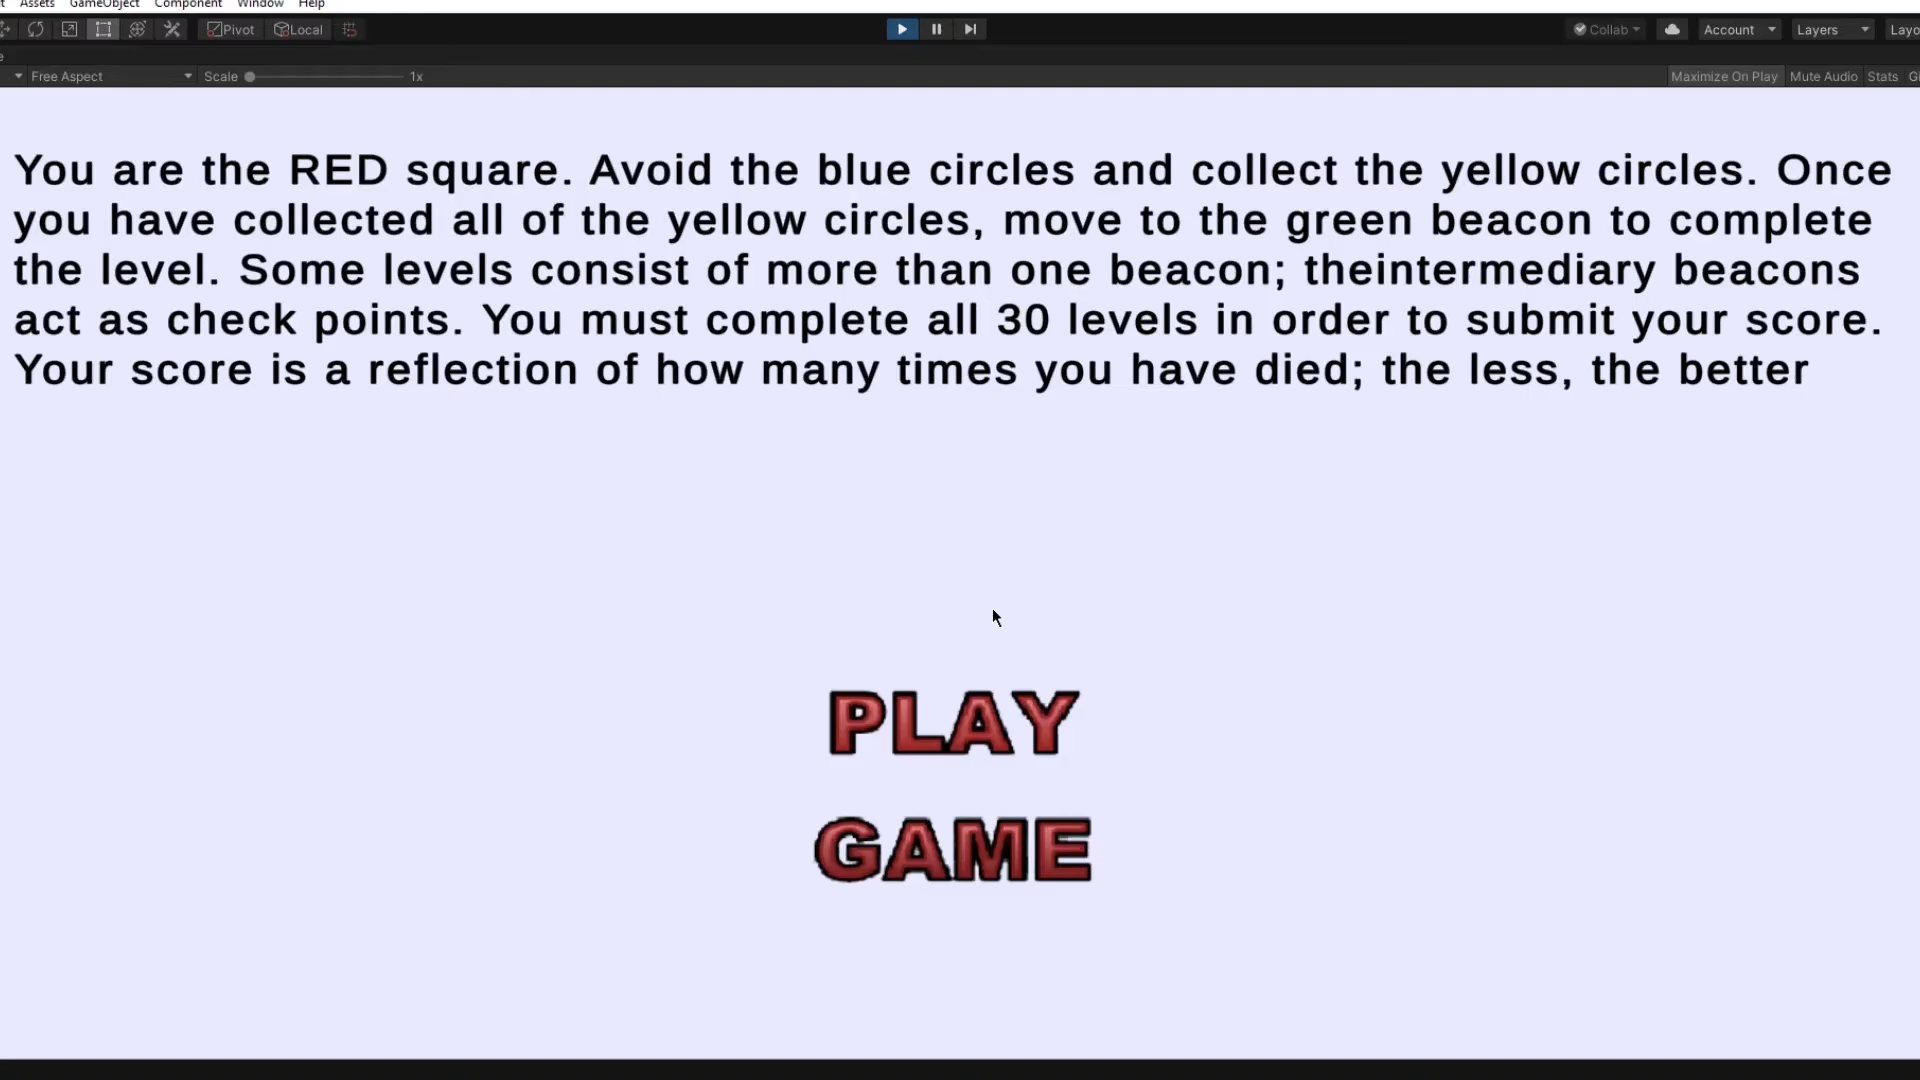 Assets GameObject Component Window Help
Pivot Local Collab Account Layers
Free Aspect Scale 1x Maximize On Play Mute Audio Stats
You are the RED square. Avoid the blue circles and collect the yellow circles. Once
you have collected all of the yellow circles, move to the green beacon to complete
the level. Some levels consist of more than one beacon; theintermediary beacons
act as check points. You must complete all 30 levels in order to submit your score.
Your score is a reflection of how many times you have died; the less, the better
PLAY
GAME